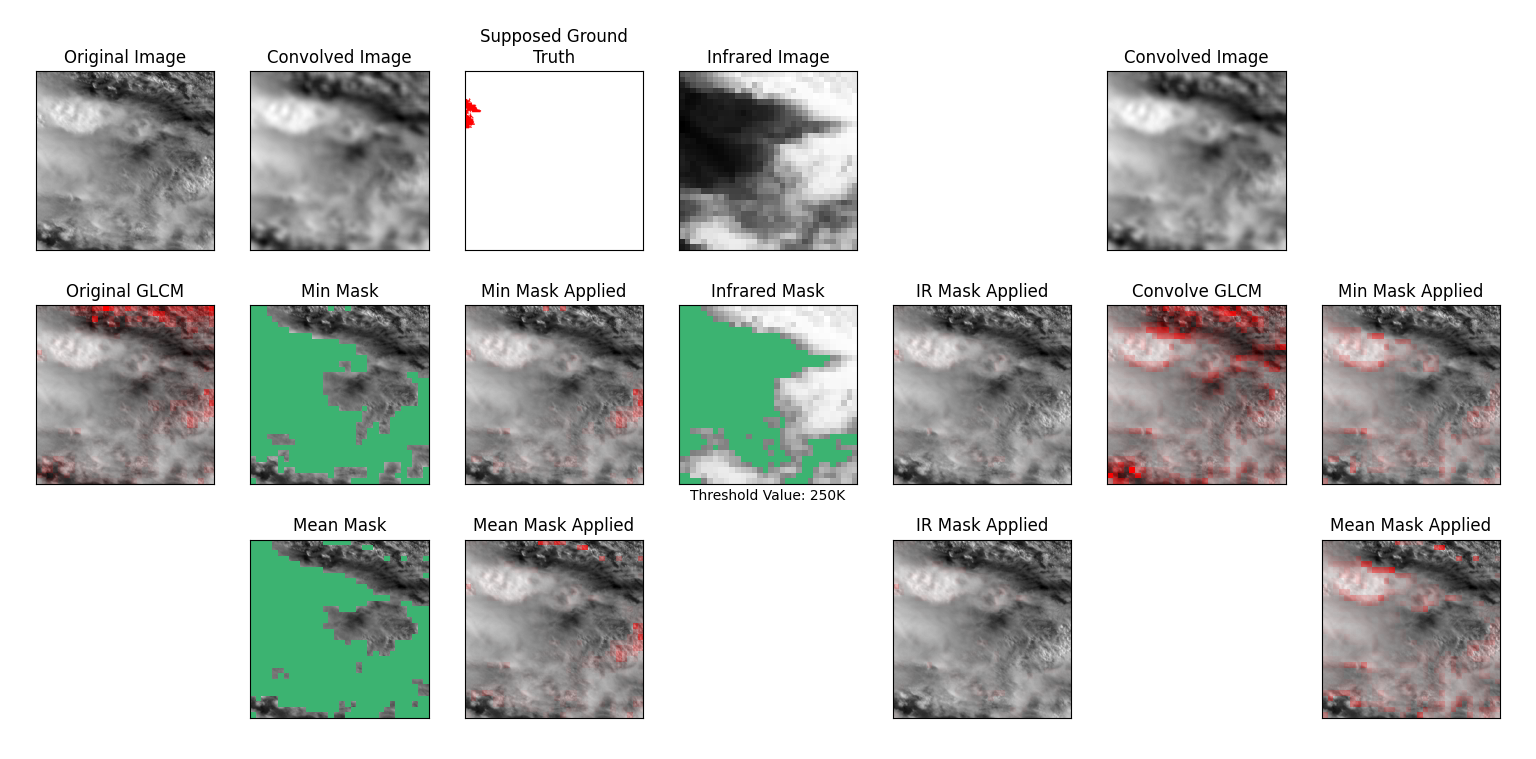 Original Image
Convolved Image
Supposed Ground
Truth
Infrared Image
Convolved Image
Original GLCM
Min Mask
Min Mask Applied
Infrared Mask
IR Mask Applied
Convolve GLCM
Min Mask Applied
Threshold Value: 250K
Mean Mask
Mean Mask Applied
IR Mask Applied
Mean Mask Applied